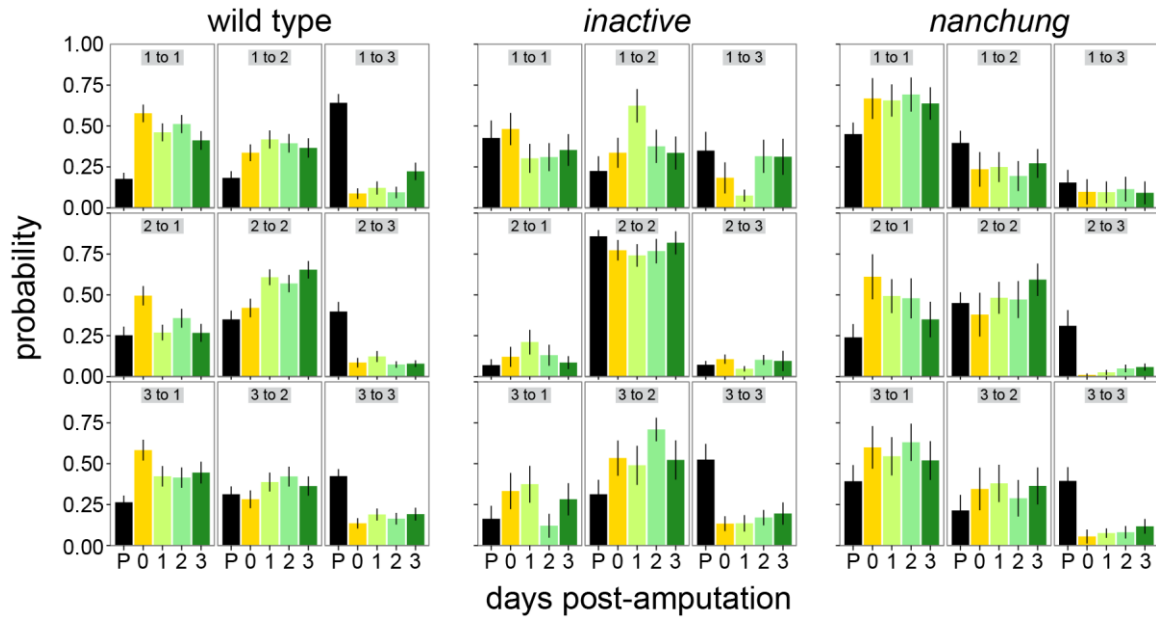 wild type inactive nanchung
1.00 1 to 1 1 to 2 1 to 3 1 to 1 1 to 2 1 to 3 1 to 1 1 to 2 1 to 3
0.75
0.50
0.25
0.00
2 to 1 2 to 2 2 to 3 2 to 1 2 to 2 2 to 3 2 to 1 2 to 2 2 to 3
0.75
0.50
0.25
0.00
3 to 1 3 to 2 3 to 3 3 to 1 3 to 2 3 to 3 3 to 1 3 to 2 3 to 3
0.75
0.50
0.25
0.00
probability
P 0 1 2 3 P 0 1 2 3 P 0 1 2 3 P 0 1 2 3 P 0 1 2 3 P 0 1 2 3 P 0 1 2 3 P 0 1 2 3 P 0 1 2 3
days post-amputation